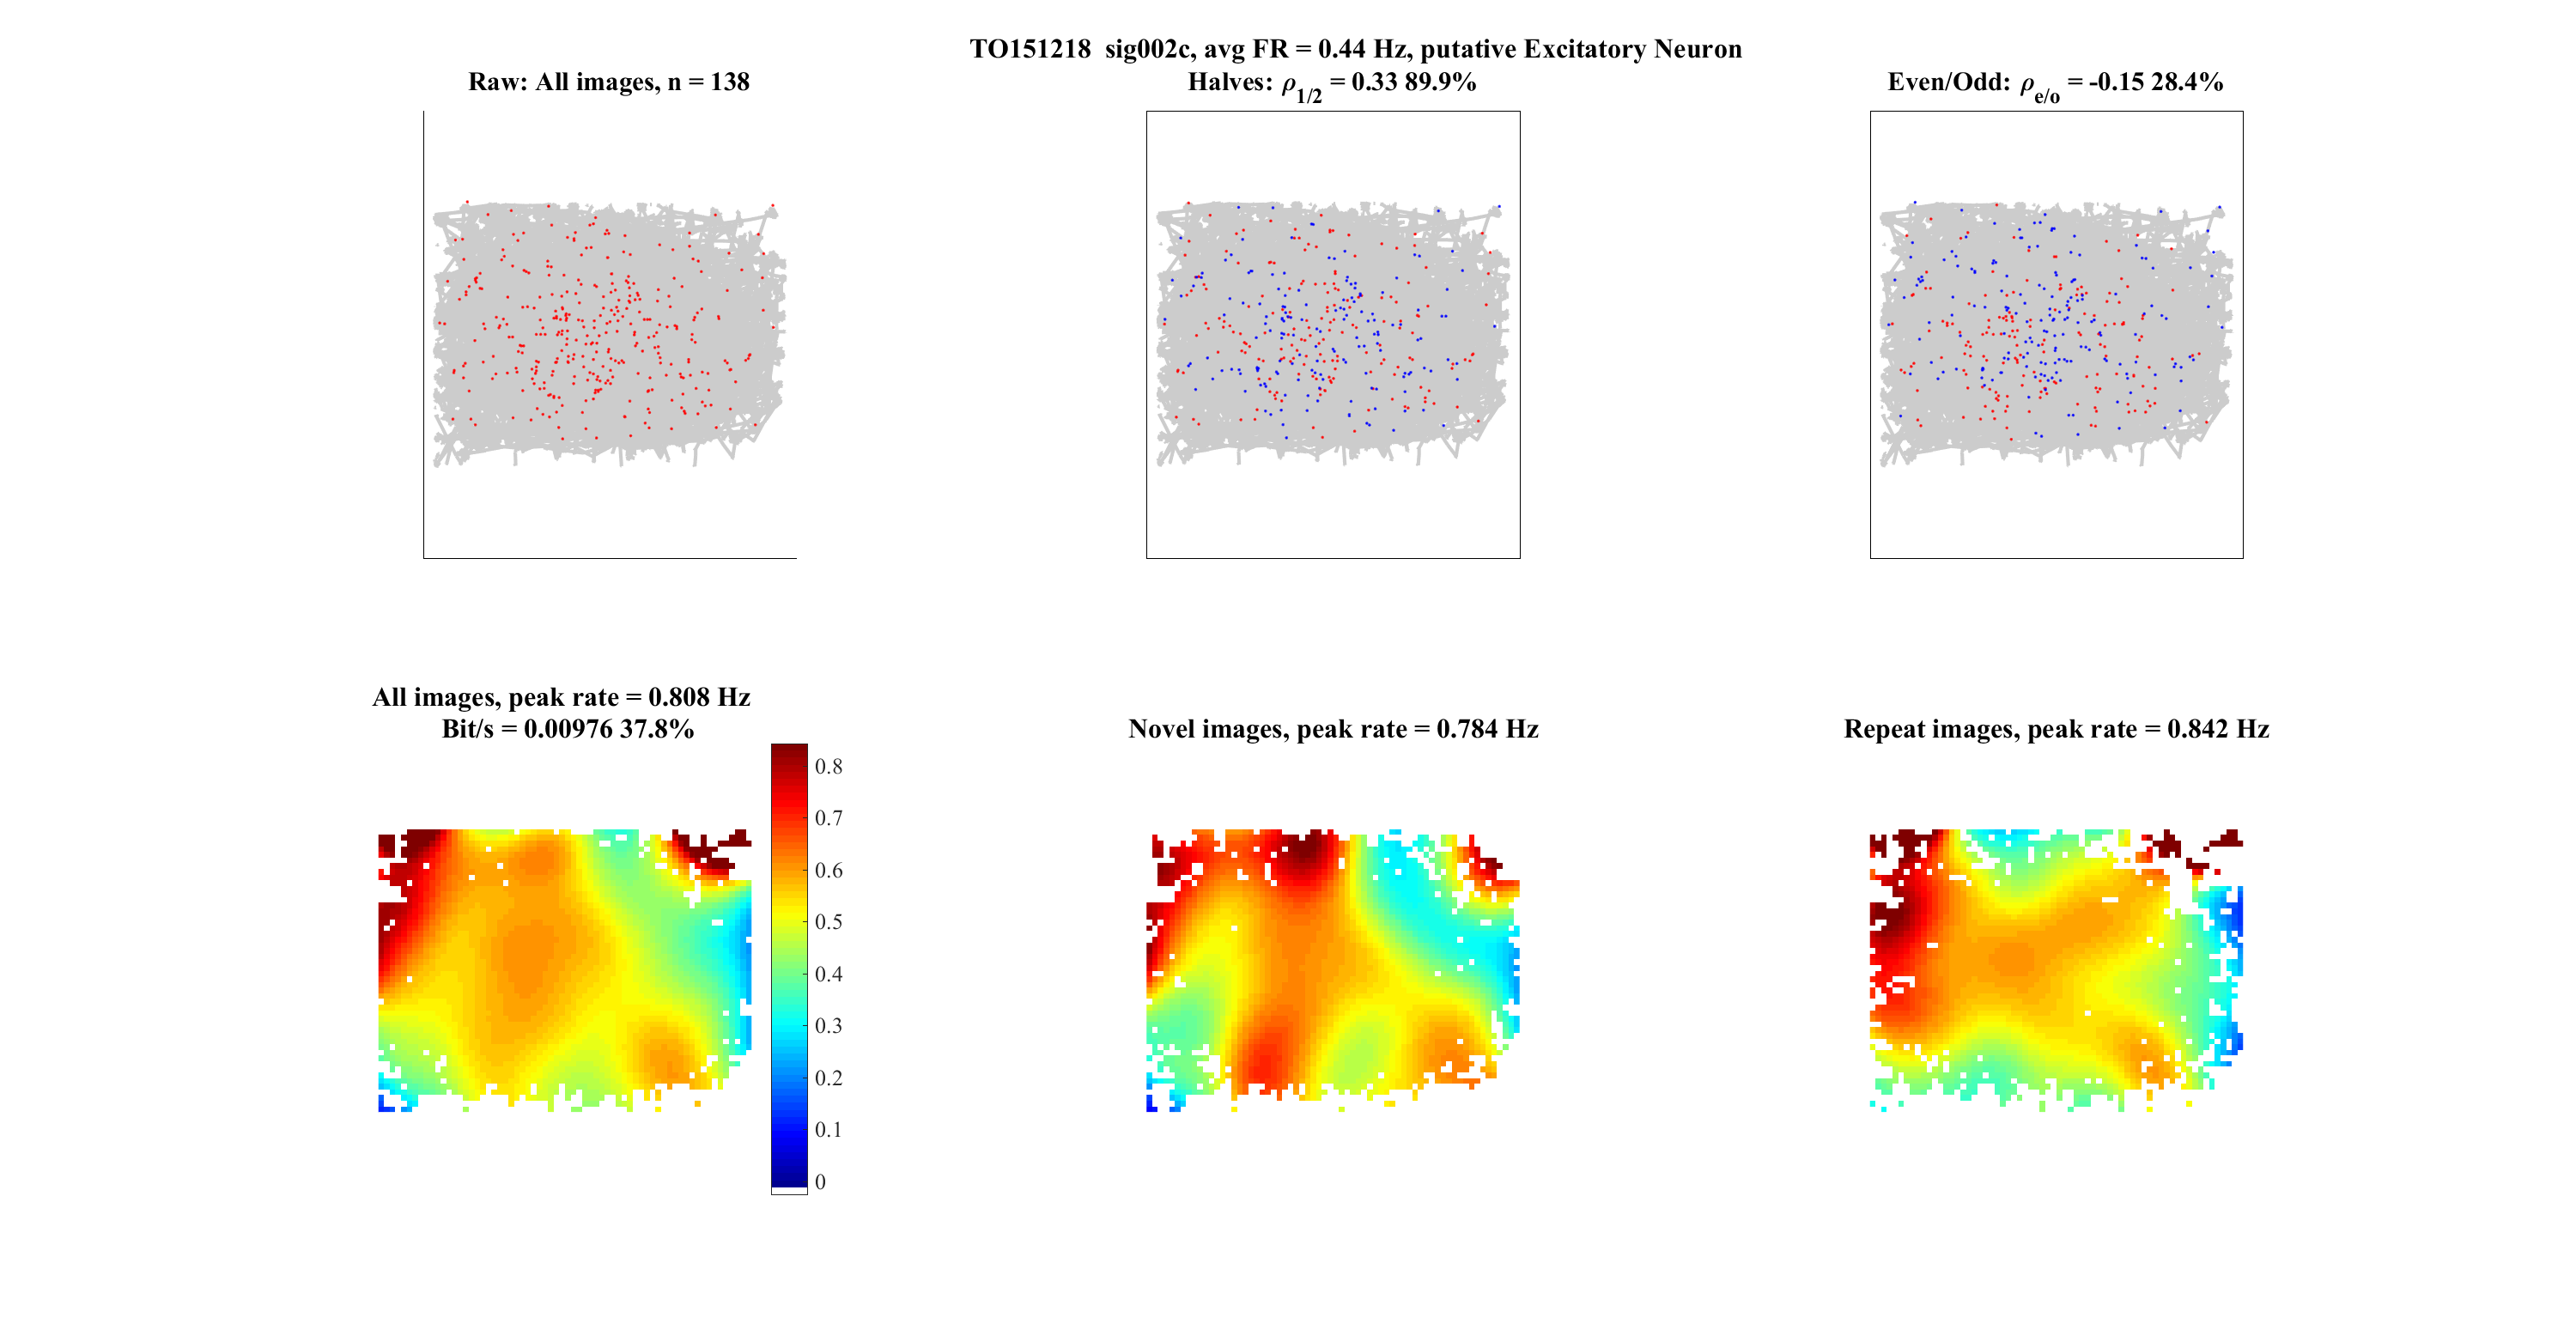 TO151218  sig002c, avg FR = 0.44 Hz, putative Excitatory Neuron
Raw: All images, n = 138
Halves: ρ1/2 = 0.33 89.9%
Even/Odd: ρe/o = -0.15 28.4%
All images, peak rate = 0.808 Hz
Bit/s = 0.00976 37.8%
Novel images, peak rate = 0.784 Hz
Repeat images, peak rate = 0.842 Hz
0.8
0.7
0.6
0.5
0.4
0.3
0.2
0.1
0